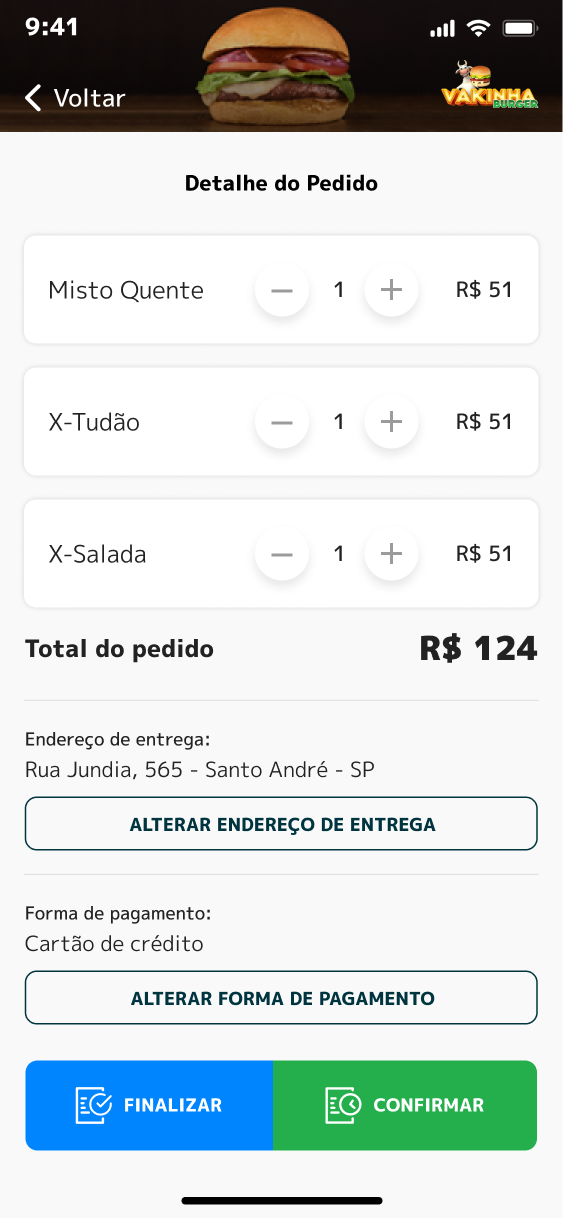 9:41
Voltar
VAKINHA
BURGER
Detalhe do Pedido
Misto Quente 1 R$ 51
X-Tudão 1 R$ 51
X-Salada 1 R$ 51
Total do pedido R$ 124
Endereço de entrega:
Rua Jundia, 565 - Santo André - SP
ALTERAR ENDEREÇO DE ENTREGA
Forma de pagamento:
Cartão de crédito
ALTERAR FORMA DE PAGAMENTO
FINALIZAR CONFIRMAR